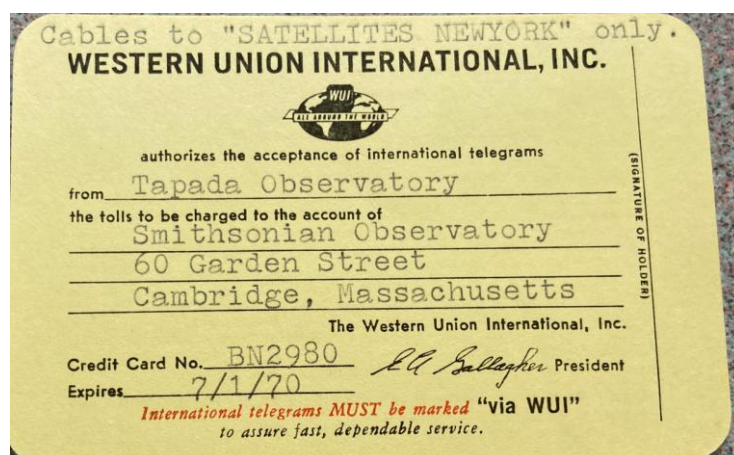 Cables to "SATELLITES NEWYORK" only.
WESTERN UNION INTERNATIONAL, INC.
WUI
ALL AROUND THE WORLD
authorizes the acceptance of international telegrams
from Tapada Observatory
the tolls to be charged to the account of
Smithsonian Observatory
60 Garden Street
Cambridge, Massachusetts
(SIGNATURE OF HOLDER)
The Western Union International, Inc.
Credit Card No. BN2980 E A Gallagher President
Expires 7/1/70
International telegrams MUST be marked "via WUI"
to assure fast, dependable service.